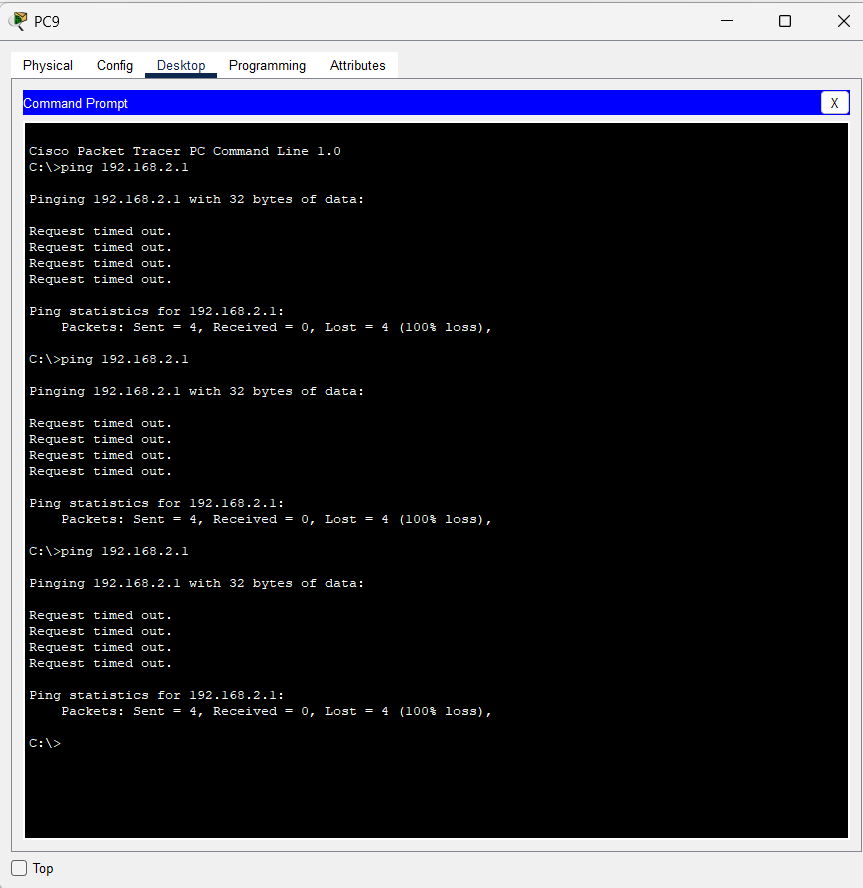 PC9
Physical Config Desktop Programming Attributes
Command Prompt X
Cisco Packet Tracer PC Command Line 1.0
C:\>ping 192.168.2.1
Pinging 192.168.2.1 with 32 bytes of data:
Request timed out.
Request timed out.
Request timed out.
Request timed out.
Ping statistics for 192.168.2.1:
Packets: Sent = 4, Received = 0, Lost = 4 (100% loss),
C:\>ping 192.168.2.1
Pinging 192.168.2.1 with 32 bytes of data:
Request timed out.
Request timed out.
Request timed out.
Request timed out.
Ping statistics for 192.168.2.1:
Packets: Sent = 4, Received = 0, Lost = 4 (100% loss),
C:\>ping 192.168.2.1
Pinging 192.168.2.1 with 32 bytes of data:
Request timed out.
Request timed out.
Request timed out.
Request timed out.
Ping statistics for 192.168.2.1:
Packets: Sent = 4, Received = 0, Lost = 4 (100% loss),
C:\>
Top